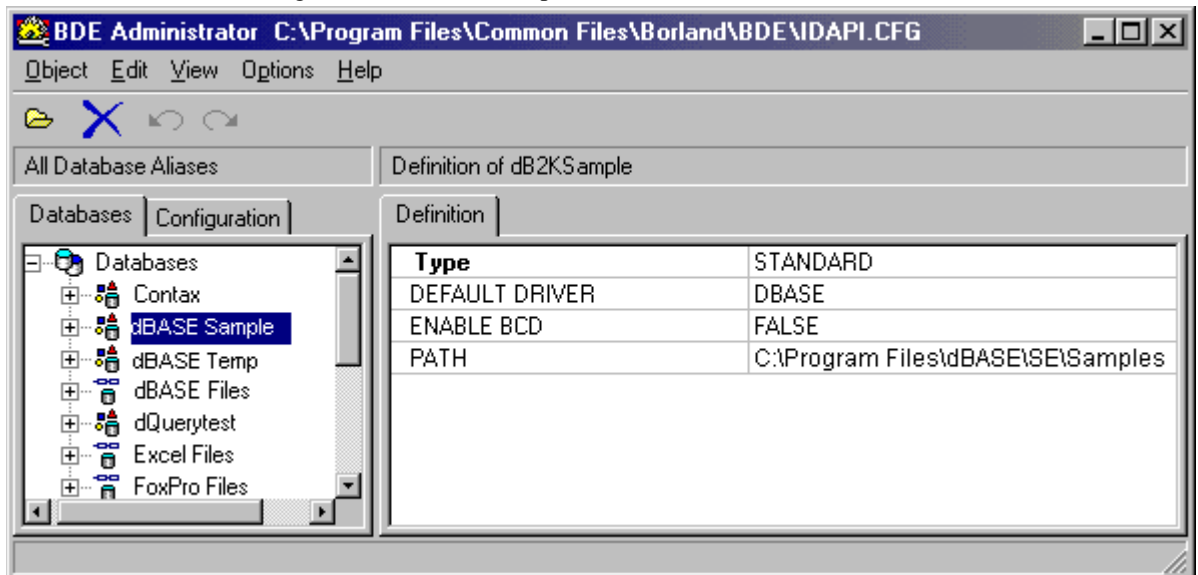 BDE Administrator C:\Program Files\Common Files\Borland\BDE\IDAPI.CFG
Object Edit View Options Help
All Database Aliases Definition of dB2KSample
Databases Configuration Definition
Databases Type STANDARD
Contax DEFAULT DRIVER DBASE
dBASE Sample ENABLE BCD FALSE
dBASE Temp PATH C:\Program Files\dBASE\SE\Samples
dBASE Files
dQuerytest
Excel Files
FoxPro Files